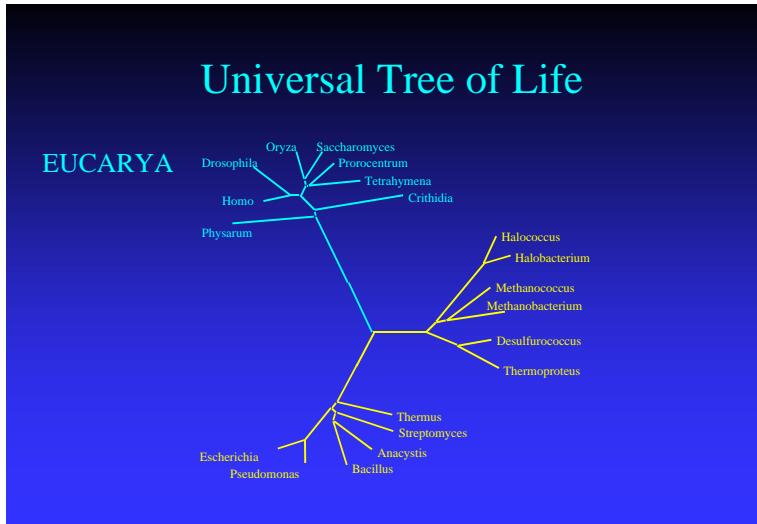 Universal Tree of Life
EUCARYA
Oryza
Saccharomyces
Drosophila
Prorocentrum
Tetrahymena
Homo
Crithidia
Physarum
Halococcus
Halobacterium
Methanococcus
Methanobacterium
Desulfurococcus
Thermoproteus
Thermus
Streptomyces
Anacystis
Escherichia
Bacillus
Pseudomonas